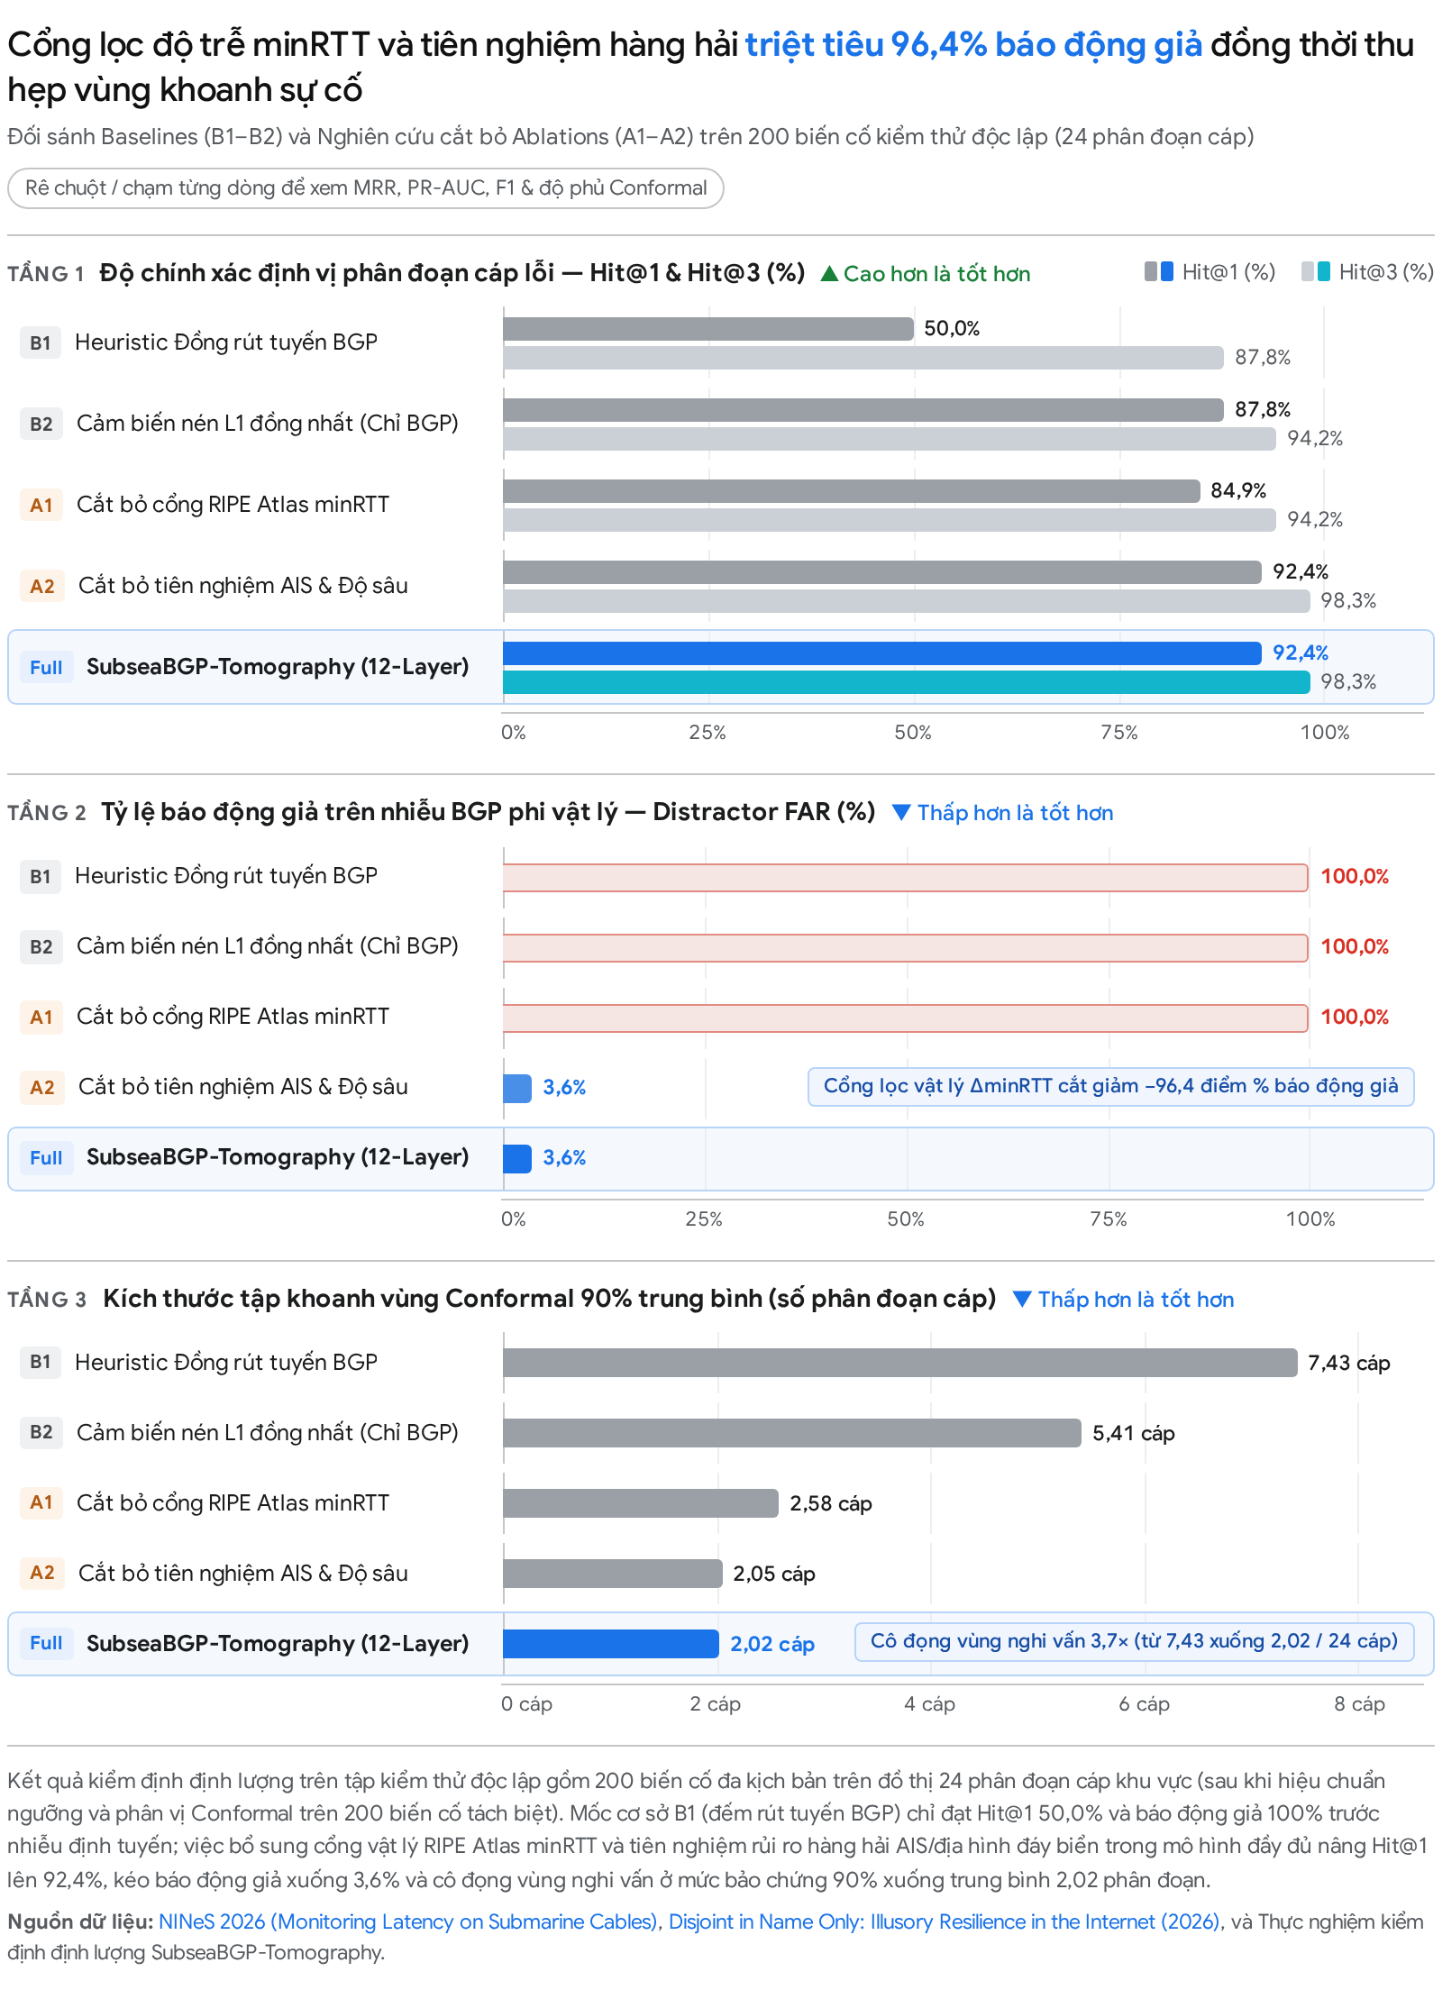 Cổng lọc độ trễ minRTT và tiên nghiệm hàng hải triệt tiêu 96,4% báo động giả đồng thời thu
hẹp vùng khoanh sự cố
Đối sánh Baselines (B1–B2) và Nghiên cứu cắt bỏ Ablations (A1–A2) trên 200 biến cố kiểm thử độc lập (24 phân đoạn cáp)
Rê chuột / chạm từng dòng để xem MRR, PR-AUC, F1 & độ phủ Conformal
TẦNG 1 Độ chính xác định vị phân đoạn cáp lỗi — Hit@1 & Hit@3 (%) ▲ Cao hơn là tốt hơn Hit@1 (%) Hit@3 (%)
B1 Heuristic Đồng rút tuyến BGP 50,0%
87,8%
B2 Cảm biến nén L1 đồng nhất (Chỉ BGP) 87,8%
94,2%
A1 Cắt bỏ cổng RIPE Atlas minRTT 84,9%
94,2%
A2 Cắt bỏ tiên nghiệm AIS & Độ sâu 92,4%
98,3%
Full SubseaBGP-Tomography (12-Layer) 92,4%
98,3%
0% 25% 50% 75% 100%
TẦNG 2 Tỷ lệ báo động giả trên nhiễu BGP phi vật lý — Distractor FAR (%) ▼ Thấp hơn là tốt hơn
B1 Heuristic Đồng rút tuyến BGP 100,0%
B2 Cảm biến nén L1 đồng nhất (Chỉ BGP) 100,0%
A1 Cắt bỏ cổng RIPE Atlas minRTT 100,0%
A2 Cắt bỏ tiên nghiệm AIS & Độ sâu 3,6% Cổng lọc vật lý ΔminRTT cắt giảm −96,4 điểm % báo động giả
Full SubseaBGP-Tomography (12-Layer) 3,6%
0% 25% 50% 75% 100%
TẦNG 3 Kích thước tập khoanh vùng Conformal 90% trung bình (số phân đoạn cáp) ▼ Thấp hơn là tốt hơn
B1 Heuristic Đồng rút tuyến BGP 7,43 cáp
B2 Cảm biến nén L1 đồng nhất (Chỉ BGP) 5,41 cáp
A1 Cắt bỏ cổng RIPE Atlas minRTT 2,58 cáp
A2 Cắt bỏ tiên nghiệm AIS & Độ sâu 2,05 cáp
Full SubseaBGP-Tomography (12-Layer) 2,02 cáp Cô đọng vùng nghi vấn 3,7× (từ 7,43 xuống 2,02 / 24 cáp)
0 cáp 2 cáp 4 cáp 6 cáp 8 cáp
Kết quả kiểm định định lượng trên tập kiểm thử độc lập gồm 200 biến cố đa kịch bản trên đồ thị 24 phân đoạn cáp khu vực (sau khi hiệu chuẩn
ngưỡng và phân vị Conformal trên 200 biến cố tách biệt). Mốc cơ sở B1 (đếm rút tuyến BGP) chỉ đạt Hit@1 50,0% và báo động giả 100% trước
nhiễu định tuyến; việc bổ sung cổng vật lý RIPE Atlas minRTT và tiên nghiệm rủi ro hàng hải AIS/địa hình đáy biển trong mô hình đầy đủ nâng Hit@1
lên 92,4%, kéo báo động giả xuống 3,6% và cô đọng vùng nghi vấn ở mức bảo chứng 90% xuống trung bình 2,02 phân đoạn.
Nguồn dữ liệu: NINeS 2026 (Monitoring Latency on Submarine Cables), Disjoint in Name Only: Illusory Resilience in the Internet (2026), và Thực nghiệm kiểm
định định lượng SubseaBGP-Tomography.